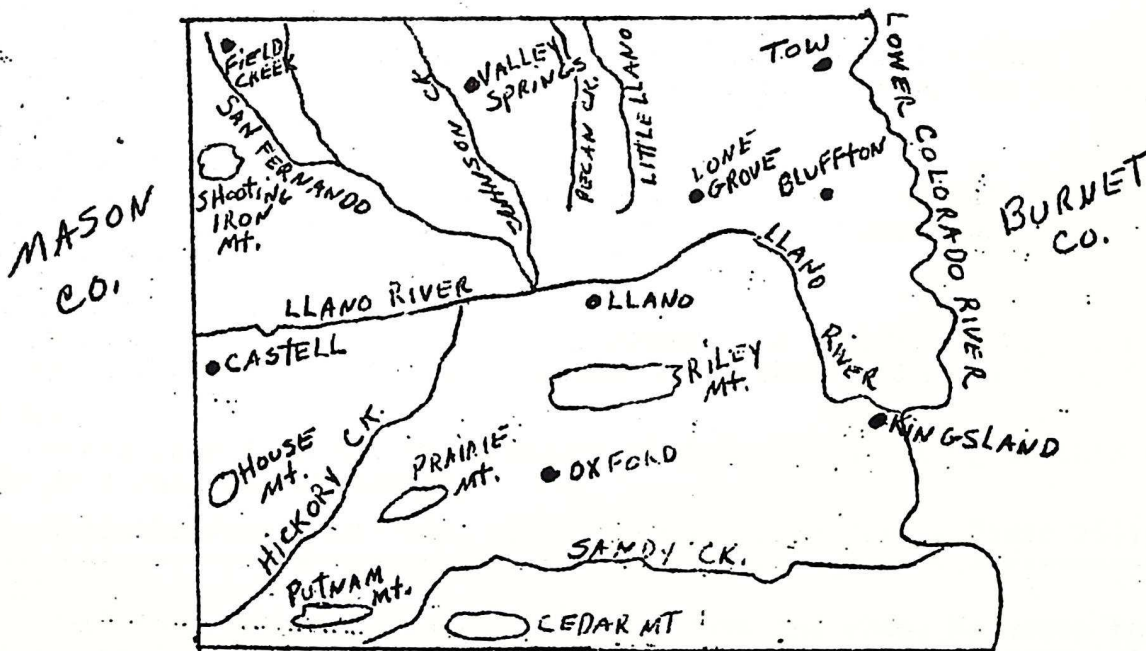 FIELD
CREEK
SAN FERNANDO
SHOOTING
IRON
Mt.
JOHNSON CK
VALLEY
SPRINGS
PECAN CK.
LITTLE LLANO
TOW
LONE
GROVE
BLUFFTON
LOWER COLORADO RIVER
MASON
CO.
BURNET
CO.
LLANO RIVER
LLANO
LLANO
RIVER
CASTELL
RILEY
Mt.
KINGSLAND
HOUSE
Mt.
HICKORY CK.
PRAIRIE
Mt.
OXFORD
SANDY CK.
PUTNAM
Mt.
CEDAR MT